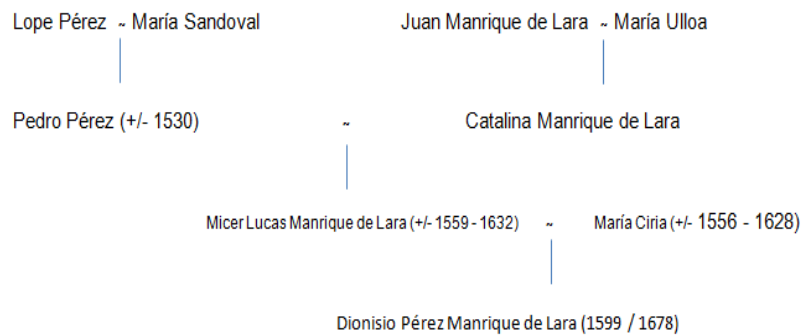 Lope Pérez ~ María Sandoval Juan Manrique de Lara ~ María Ulloa
Pedro Pérez (+/- 1530) ~ Catalina Manrique de Lara
Micer Lucas Manrique de Lara (+/- 1559 - 1632) ~ María Ciria (+/- 1556 - 1628)
Dionisio Pérez Manrique de Lara (1599 / 1678)